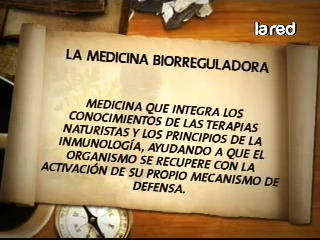 la red
LA MEDICINA BIORREGULADORA
MEDICINA QUE INTEGRA LOS
CONOCIMIENTOS DE LAS TERAPIAS
NATURISTAS Y LOS PRINCIPIOS DE LA
INMUNOLOGÍA, AYUDANDO A QUE EL
ORGANISMO SE RECUPERE CON LA
ACTIVACIÓN DE SU PROPIO MECANISMO DE
DEFENSA.